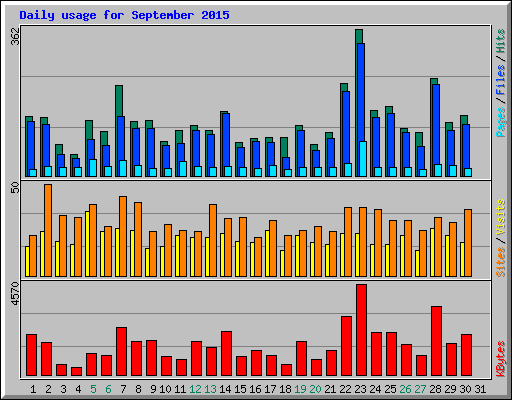 Daily usage for September 2015
362
Pages / Files / Hits
50
Sites / Visits
4570
KBytes
1 2 3 4 5 6 7 8 9 10 11 12 13 14 15 16 17 18 19 20 21 22 23 24 25 26 27 28 29 30 31